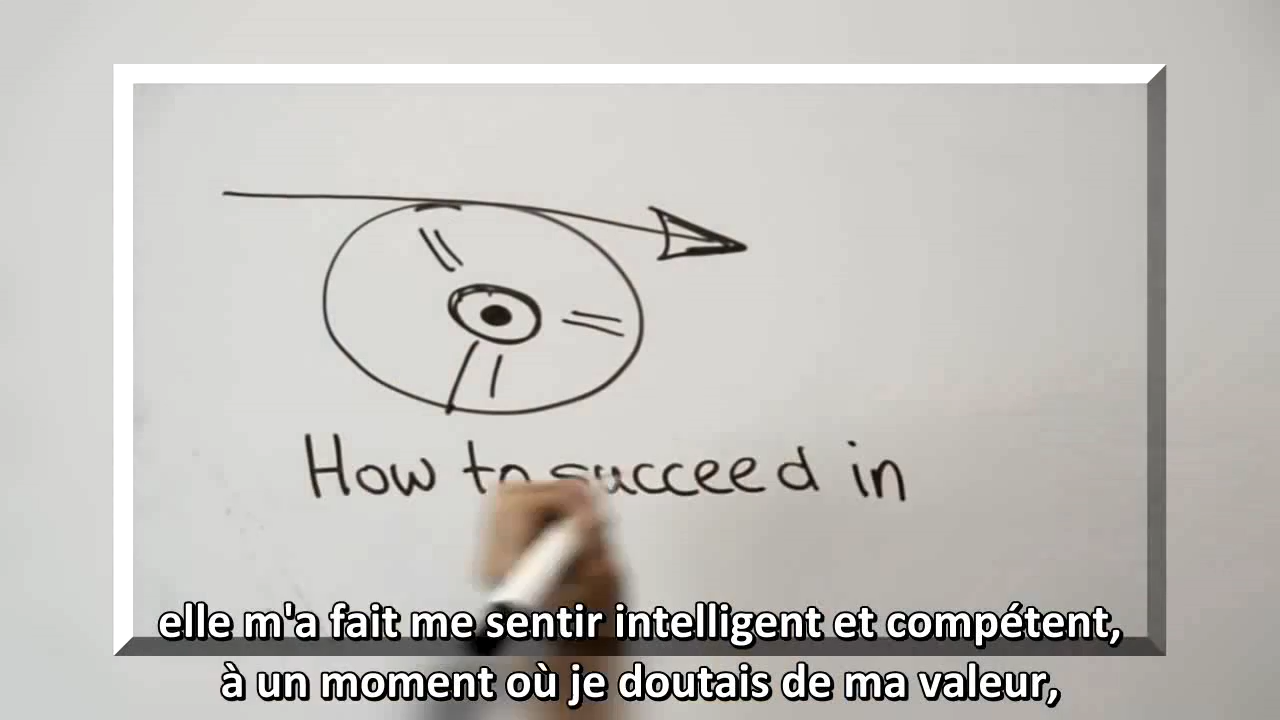 How to succeed in
elle m'a fait me sentir intelligent et compétent,
à un moment où je doutais de ma valeur,